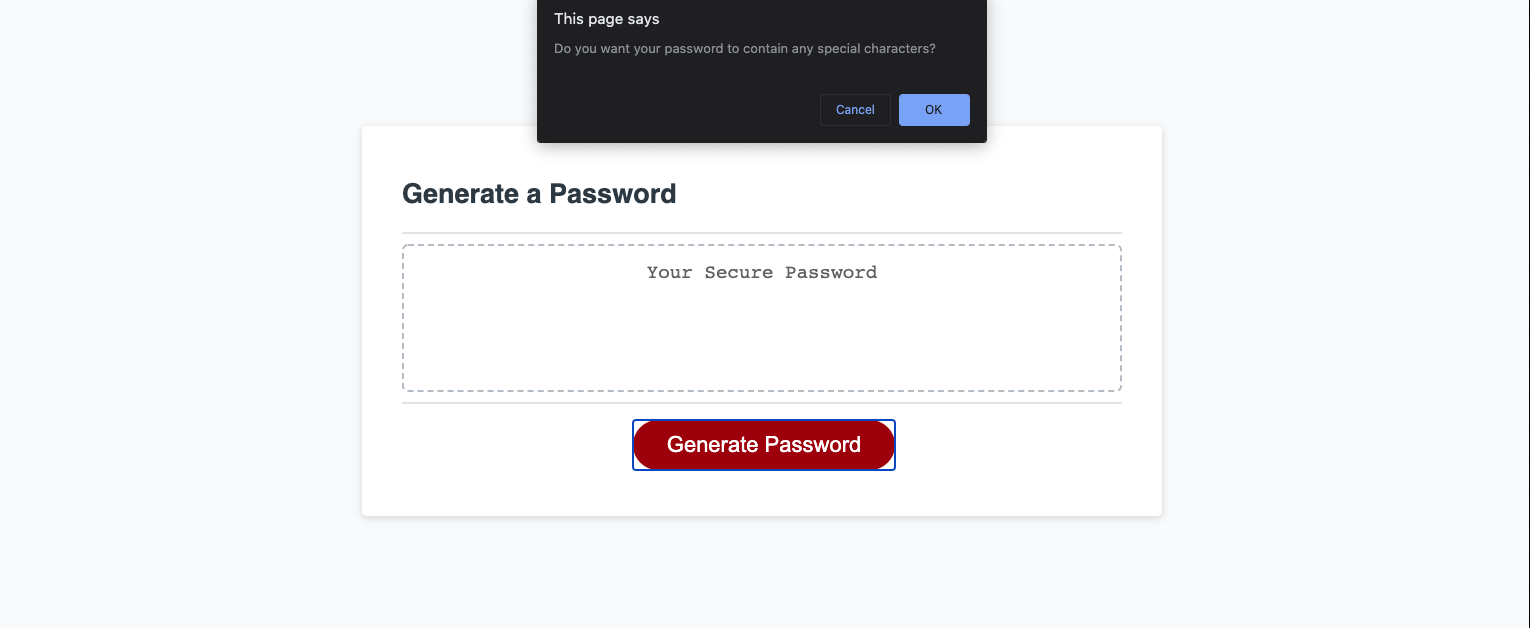 This page says
Do you want your password to contain any special characters?
Cancel OK
Generate a Password
Your Secure Password
Generate Password